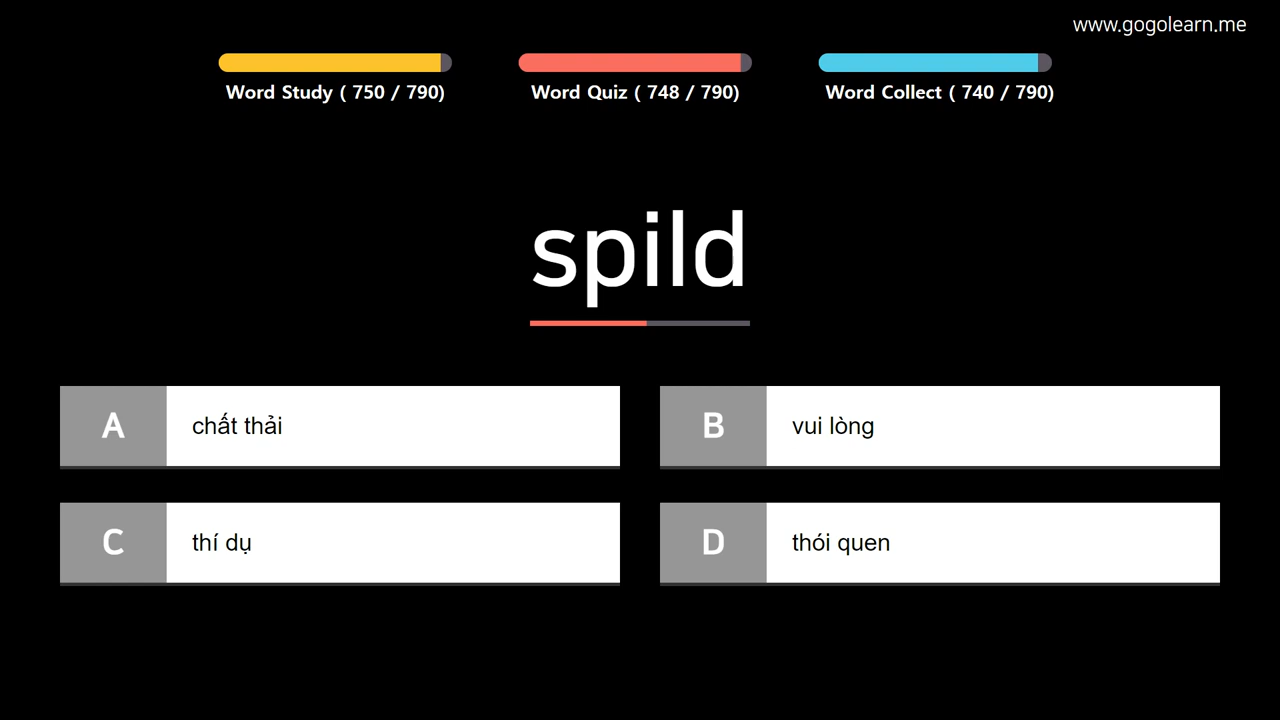 www.gogolearn.me
Word Study ( 750 / 790)
Word Quiz ( 748 / 790)
Word Collect ( 740 / 790)
spild
A chất thải
B vui lòng
C thí dụ
D thói quen